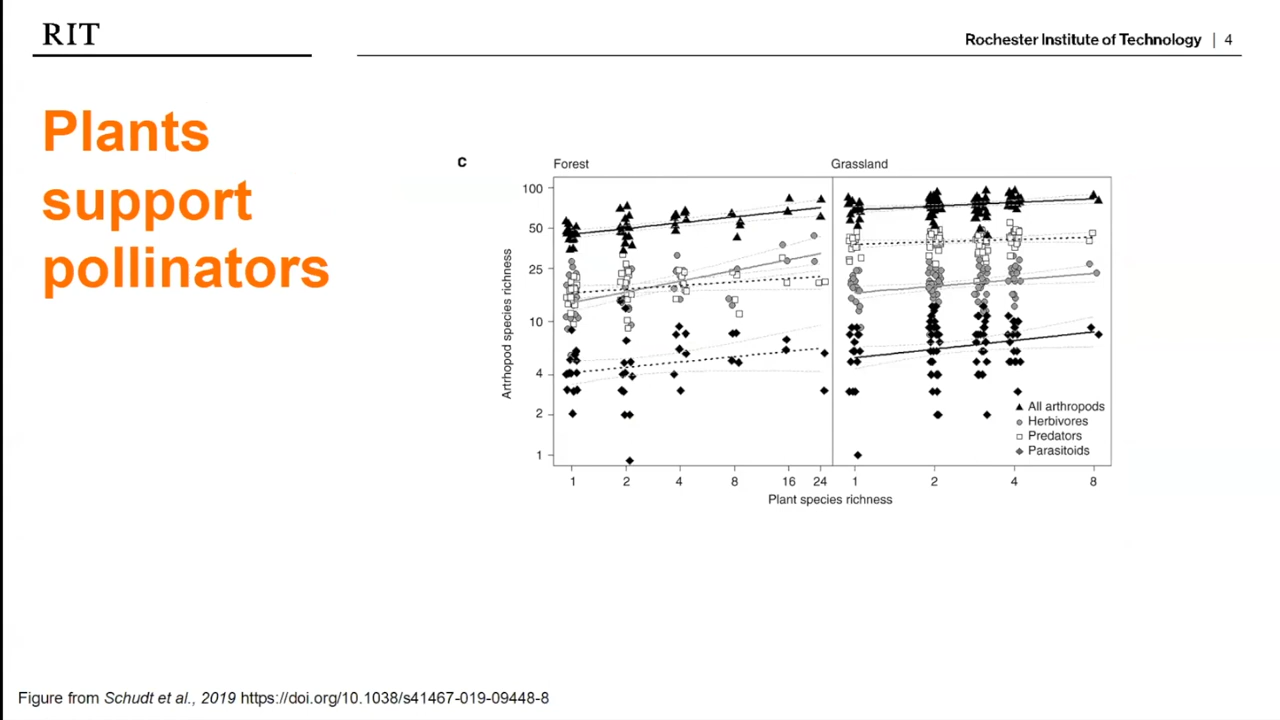 RIT
Rochester Institute of Technology | 4
Plants
support
pollinators
c
Forest
Grassland
Artrhopod species richness
100
50
25
10
4
2
1
All arthropods
Herbivores
Predators
Parasitoids
1 2 4 8 16 24
1 2 4 8
Plant species richness
Figure from Schudt et al., 2019 https://doi.org/10.1038/s41467-019-09448-8